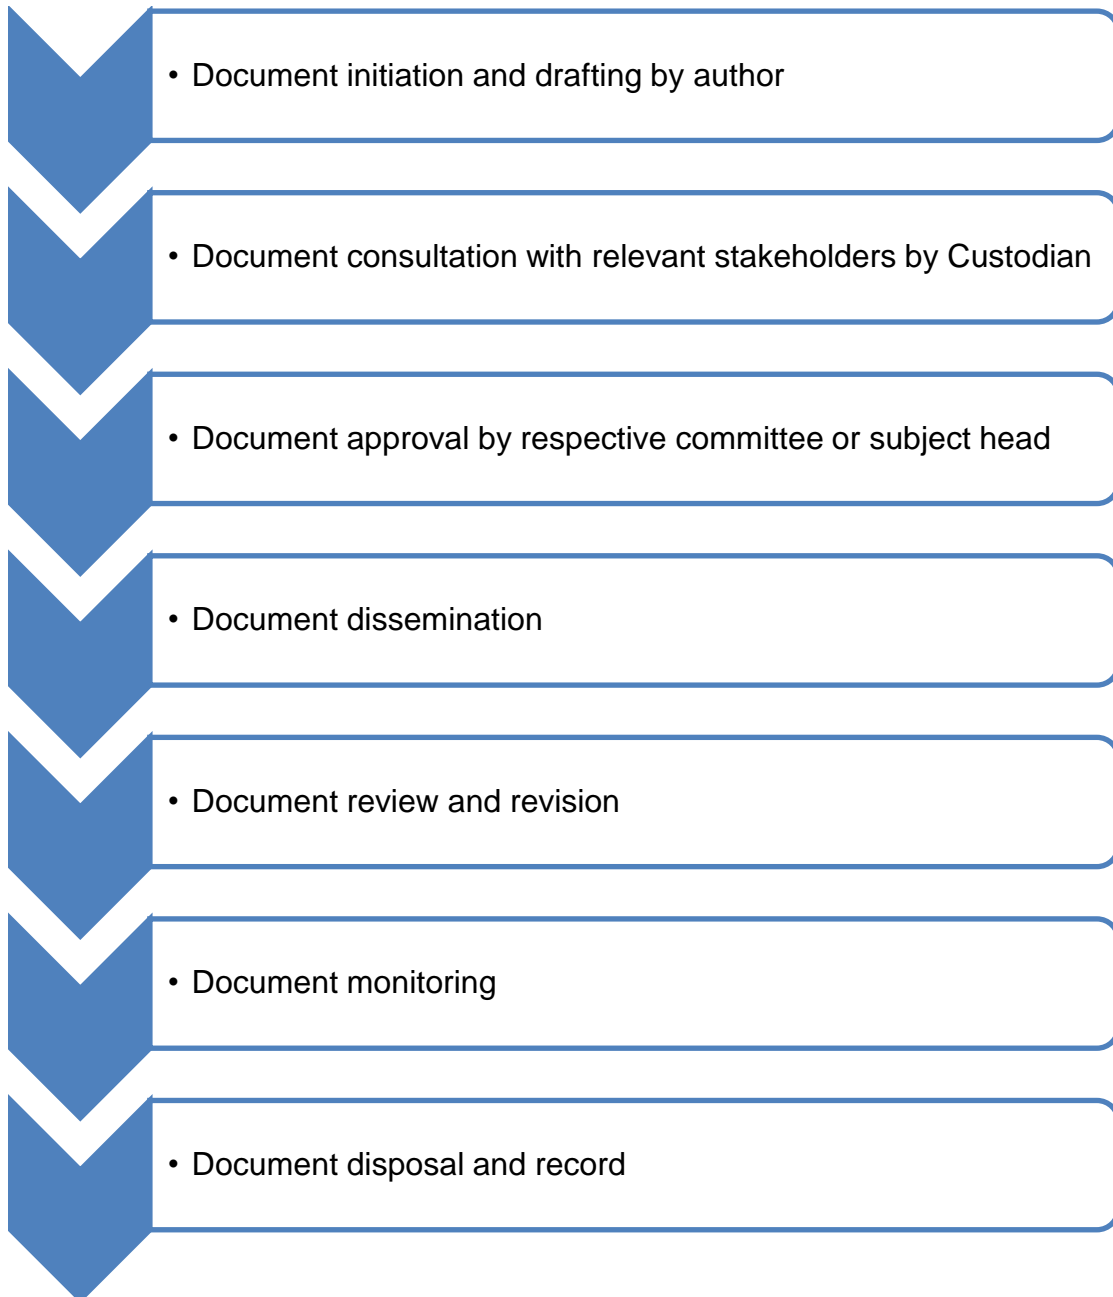 • Document initiation and drafting by author
• Document consultation with relevant stakeholders by Custodian
• Document approval by respective committee or subject head
• Document dissemination
• Document review and revision
• Document monitoring
• Document disposal and record